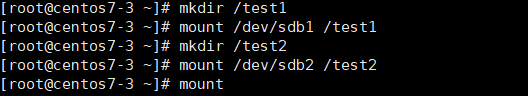 [root@centos7-3 ~]# mkdir /test1
[root@centos7-3 ~]# mount /dev/sdb1 /test1
[root@centos7-3 ~]# mkdir /test2
[root@centos7-3 ~]# mount /dev/sdb2 /test2
[root@centos7-3 ~]# mount